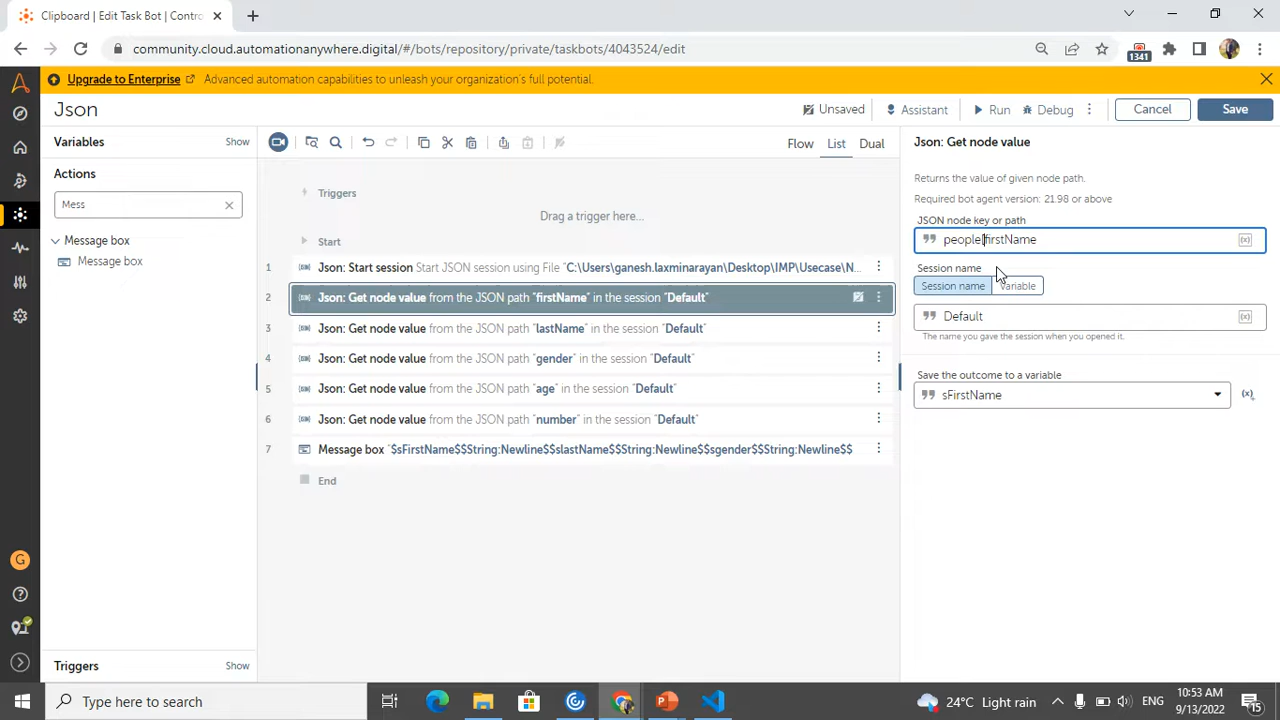 Clipboard | Edit Task Bot | Contro
community.cloud.automationanywhere.digital/#/bots/repository/private/taskbots/4043524/edit
1341
Upgrade to Enterprise Advanced automation capabilities to unleash your organization's full potential.
Json
Unsaved
Assistant
Run
Debug
Cancel
Save
Variables
Show
Actions
Mess
Message box
Message box
Triggers
Show
Flow
List
Dual
Triggers
Drag a trigger here...
Start
1 Json: Start session Start JSON session using File "C:\Users\ganesh.laxminarayan\Desktop\IMP\Usecase\N...
2 Json: Get node value from the JSON path "firstName" in the session "Default"
3 Json: Get node value from the JSON path "lastName" in the session "Default"
4 Json: Get node value from the JSON path "gender" in the session "Default"
5 Json: Get node value from the JSON path "age" in the session "Default"
6 Json: Get node value from the JSON path "number" in the session "Default"
7 Message box "$sFirstName$$String:Newline$$slastName$$String:Newline$$sgender$$String:Newline$$
End
Json: Get node value
Returns the value of given node path.
Required bot agent version: 21.98 or above
JSON node key or path
people[firstName
(x)
Session name
Session name
Variable
Default
(x)
The name you gave the session when you opened it.
Save the outcome to a variable
sFirstName
(x)
G
Type here to search
24°C Light rain
ENG
10:53 AM
9/13/2022
15